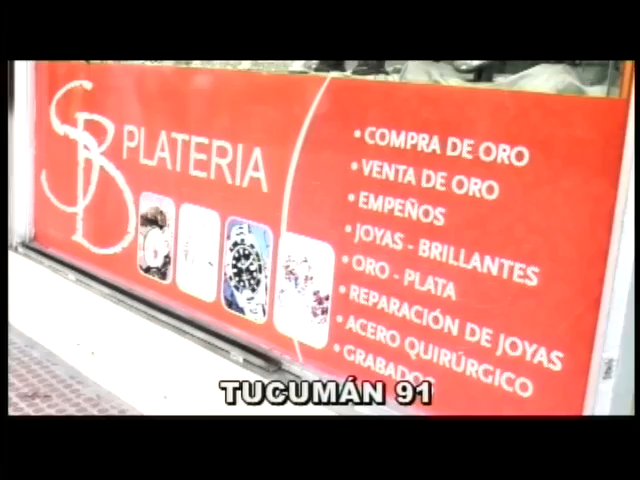 SB PLATERIA
• COMPRA DE ORO
• VENTA DE ORO
• EMPEÑOS
• JOYAS - BRILLANTES
• ORO - PLATA
• REPARACIÓN DE JOYAS
• ACERO QUIRÚRGICO
• GRABADOS
TUCUMÁN 91